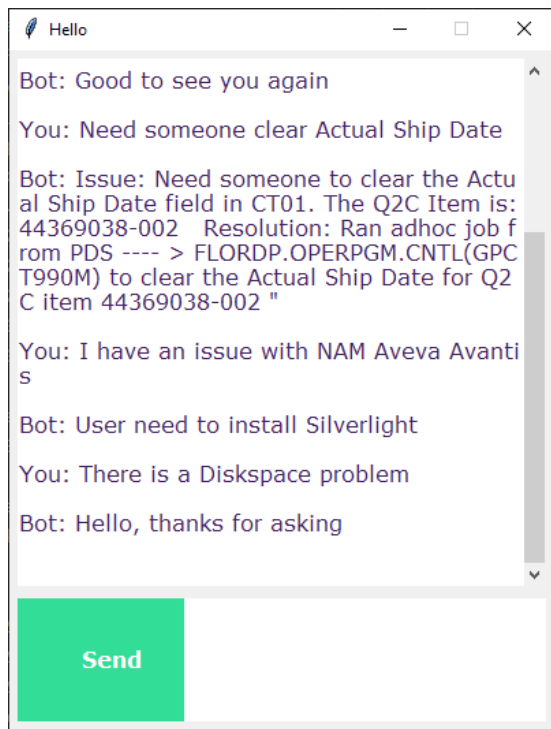 Hello
Bot: Good to see you again
You: Need someone clear Actual Ship Date
Bot: Issue: Need someone to clear the Actu
al Ship Date field in CT01. The Q2C Item is:
44369038-002   Resolution: Ran adhoc job f
rom PDS ---- > FLORDP.OPERPGM.CNTL(GPC
T990M) to clear the Actual Ship Date for Q2
C item 44369038-002 "
You: I have an issue with NAM Aveva Avanti
s
Bot: User need to install Silverlight
You: There is a Diskspace problem
Bot: Hello, thanks for asking
Send